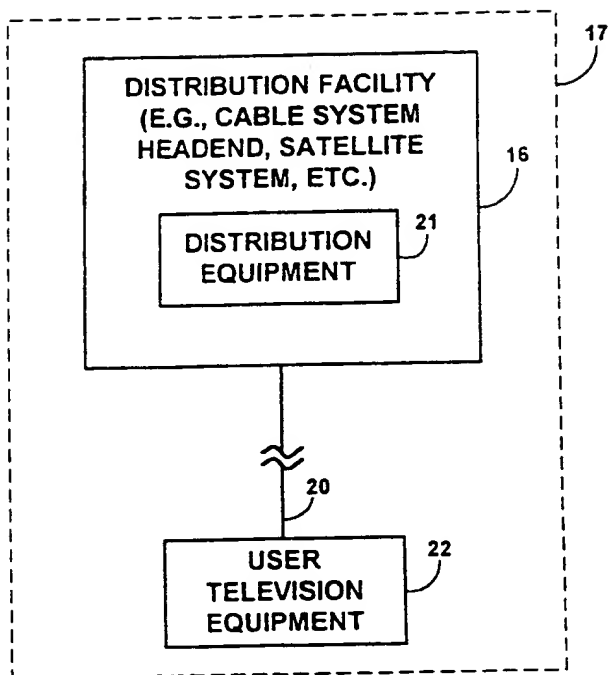 17
DISTRIBUTION FACILITY
(E.G., CABLE SYSTEM
HEADEND, SATELLITE
SYSTEM, ETC.)
16
DISTRIBUTION
EQUIPMENT
21
20
USER
TELEVISION
EQUIPMENT
22